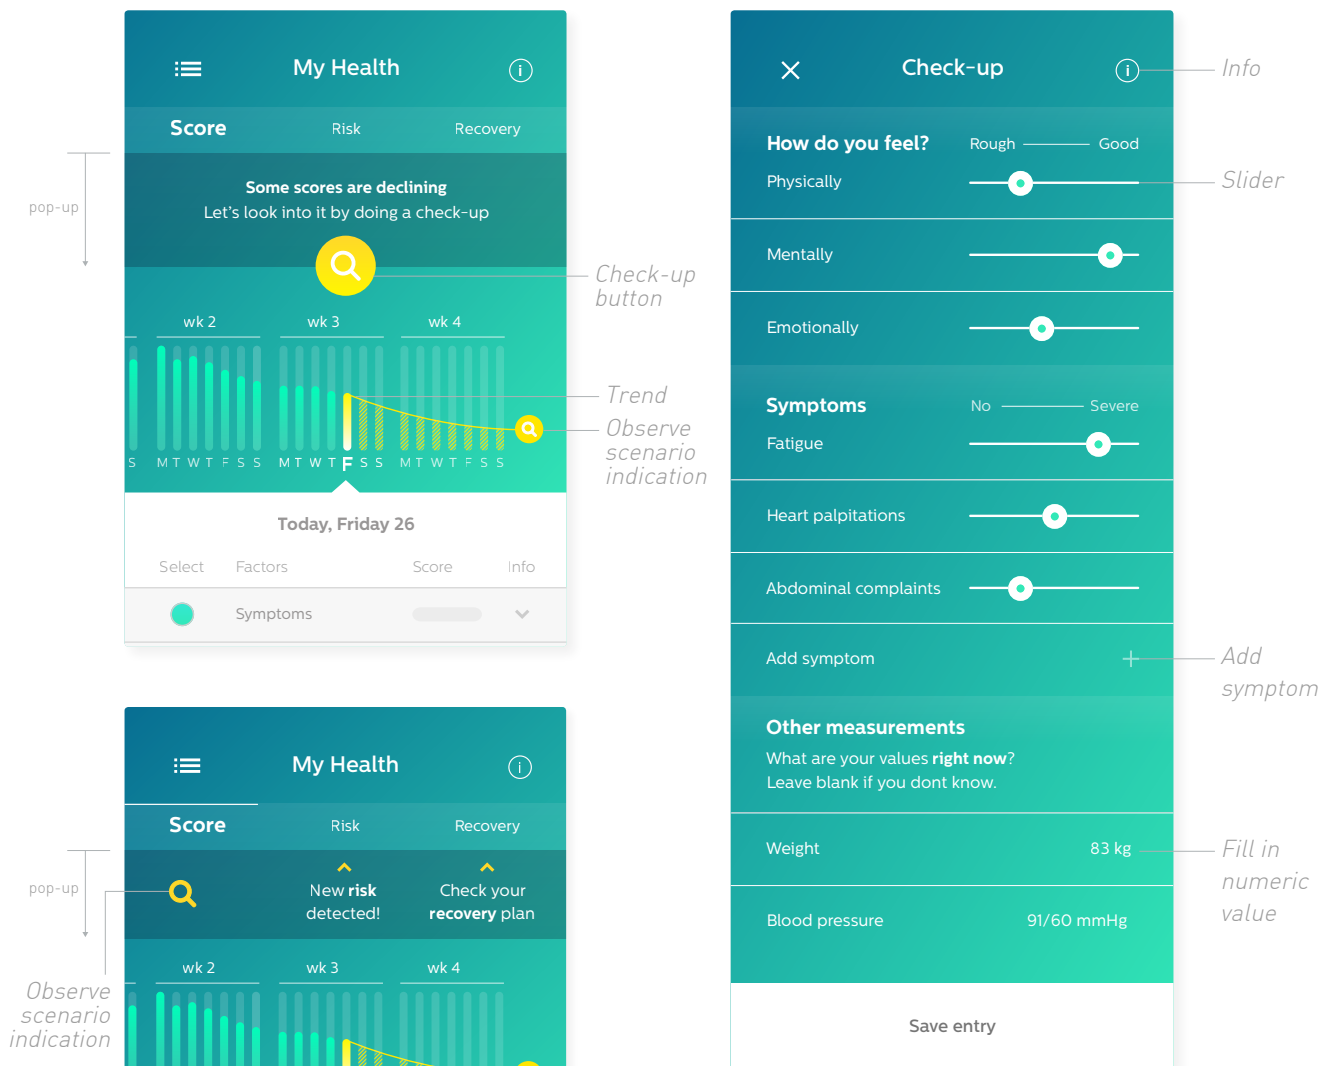 My Health
Score Risk Recovery
pop-up
Some scores are declining
Let's look into it by doing a check-up
Check-up
button
wk 2 wk 3 wk 4
Trend
Observe
scenario
indication
S M T W T F S S M T W T F S S M T W T F S S
Today, Friday 26
Select Factors Score Info
Symptoms
My Health
Score Risk Recovery
pop-up
New risk
detected!
Check your
recovery plan
Observe
scenario
indication
wk 2 wk 3 wk 4
Check-up
Info
How do you feel? Rough Good
Physically
Slider
Mentally
Emotionally
Symptoms No Severe
Fatigue
Heart palpitations
Abdominal complaints
Add symptom
Add
symptom
Other measurements
What are your values right now?
Leave blank if you dont know.
Weight 83 kg
Fill in
numeric
value
Blood pressure 91/60 mmHg
Save entry